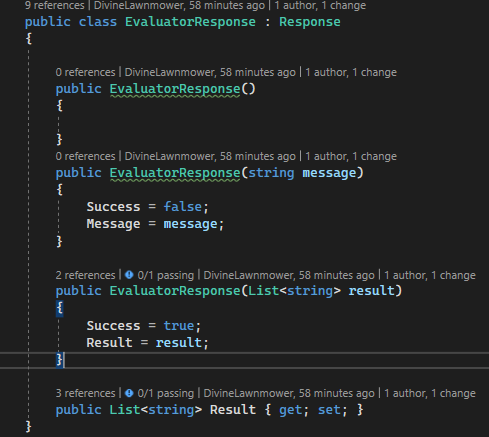 9 references | DivineLawnmower, 58 minutes ago | 1 author, 1 change
public class EvaluatorResponse : Response
{
0 references | DivineLawnmower, 58 minutes ago | 1 author, 1 change
public EvaluatorResponse()
{
}
0 references | DivineLawnmower, 58 minutes ago | 1 author, 1 change
public EvaluatorResponse(string message)
{
Success = false;
Message = message;
}
2 references | 0/1 passing | DivineLawnmower, 58 minutes ago | 1 author, 1 change
public EvaluatorResponse(List<string> result)
{
Success = true;
Result = result;
}
3 references | 0/1 passing | DivineLawnmower, 58 minutes ago | 1 author, 1 change
public List<string> Result { get; set; }
}